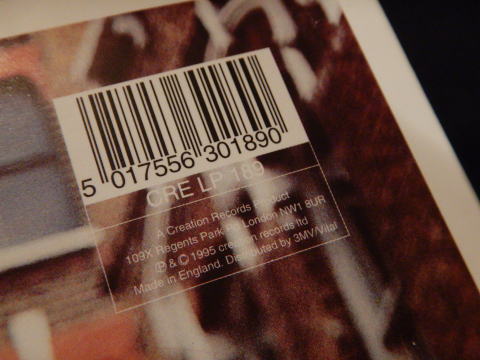 5 017556 301890
CRE LP 189
A Creation Records product
109X Regents Park Rd London NW1 8UR
℗ & © 1995 creation records ltd
Made in England. Distributed by 3MV/Vital